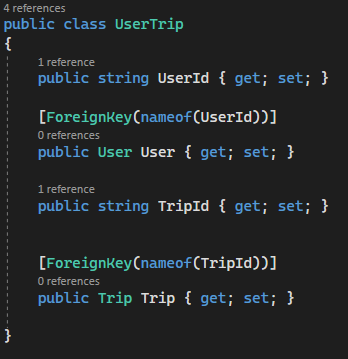 4 references
public class UserTrip
{
1 reference
public string UserId { get; set; }
[ForeignKey(nameof(UserId))]
0 references
public User User { get; set; }
1 reference
public string TripId { get; set; }
[ForeignKey(nameof(TripId))]
0 references
public Trip Trip { get; set; }
}